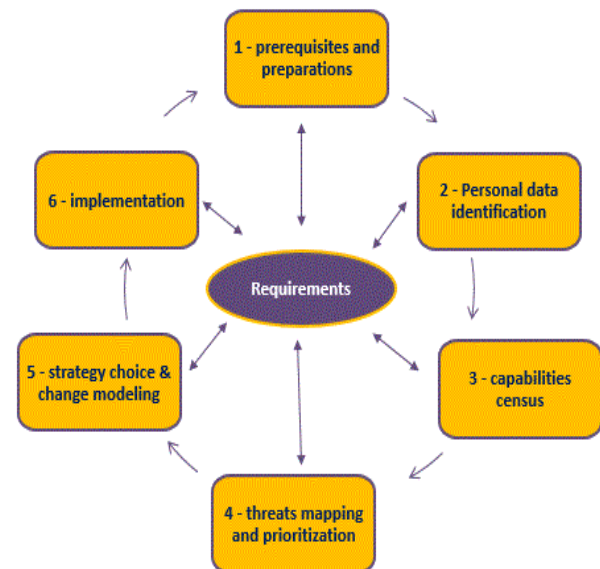 1 - prerequisites and
preparations
2 - Personal data
identification
6 - implementation
Requirements
3 - capabilities
census
5 - strategy choice &
change modeling
4 - threats mapping
and prioritization